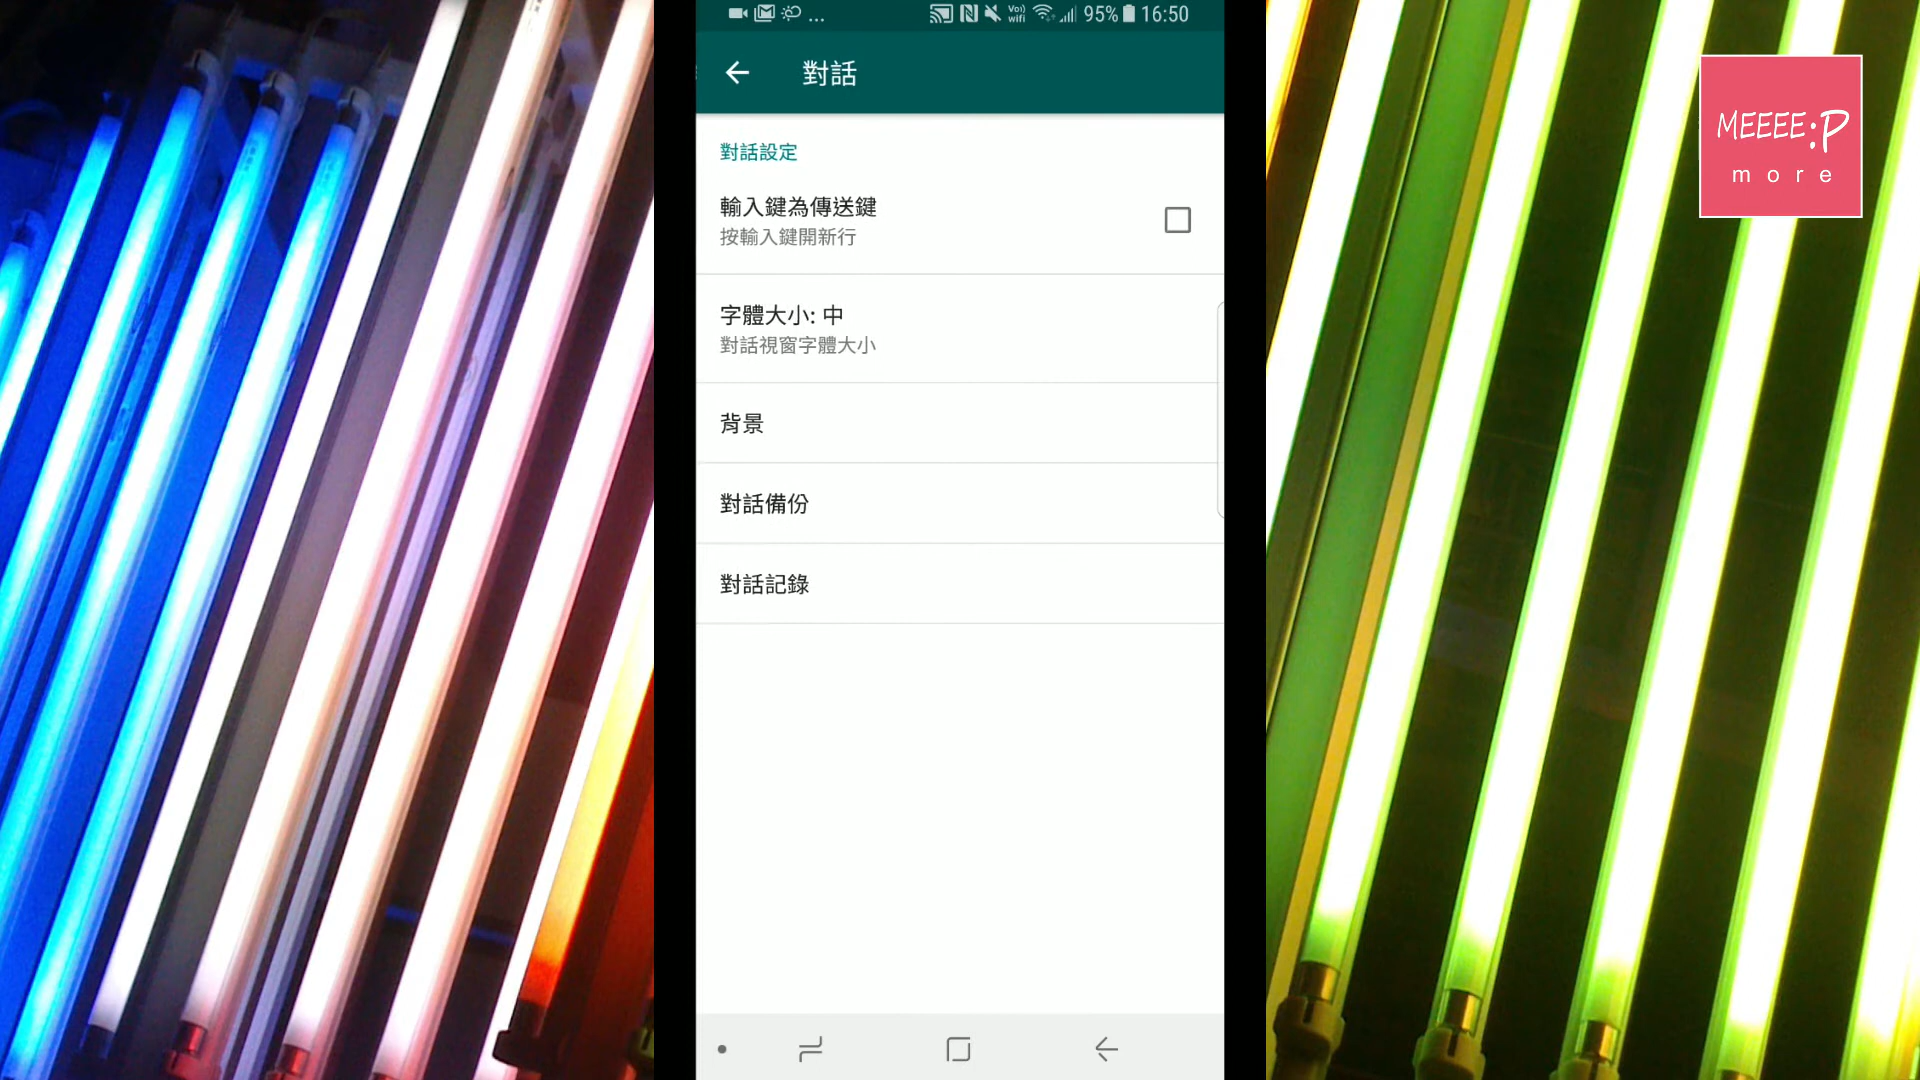 ... Vo) wifi 95% 16:50
對話
MEEEE:P
more
對話設定
輸入鍵為傳送鍵
按輸入鍵開新行
字體大小: 中
對話視窗字體大小
背景
對話備份
對話記錄